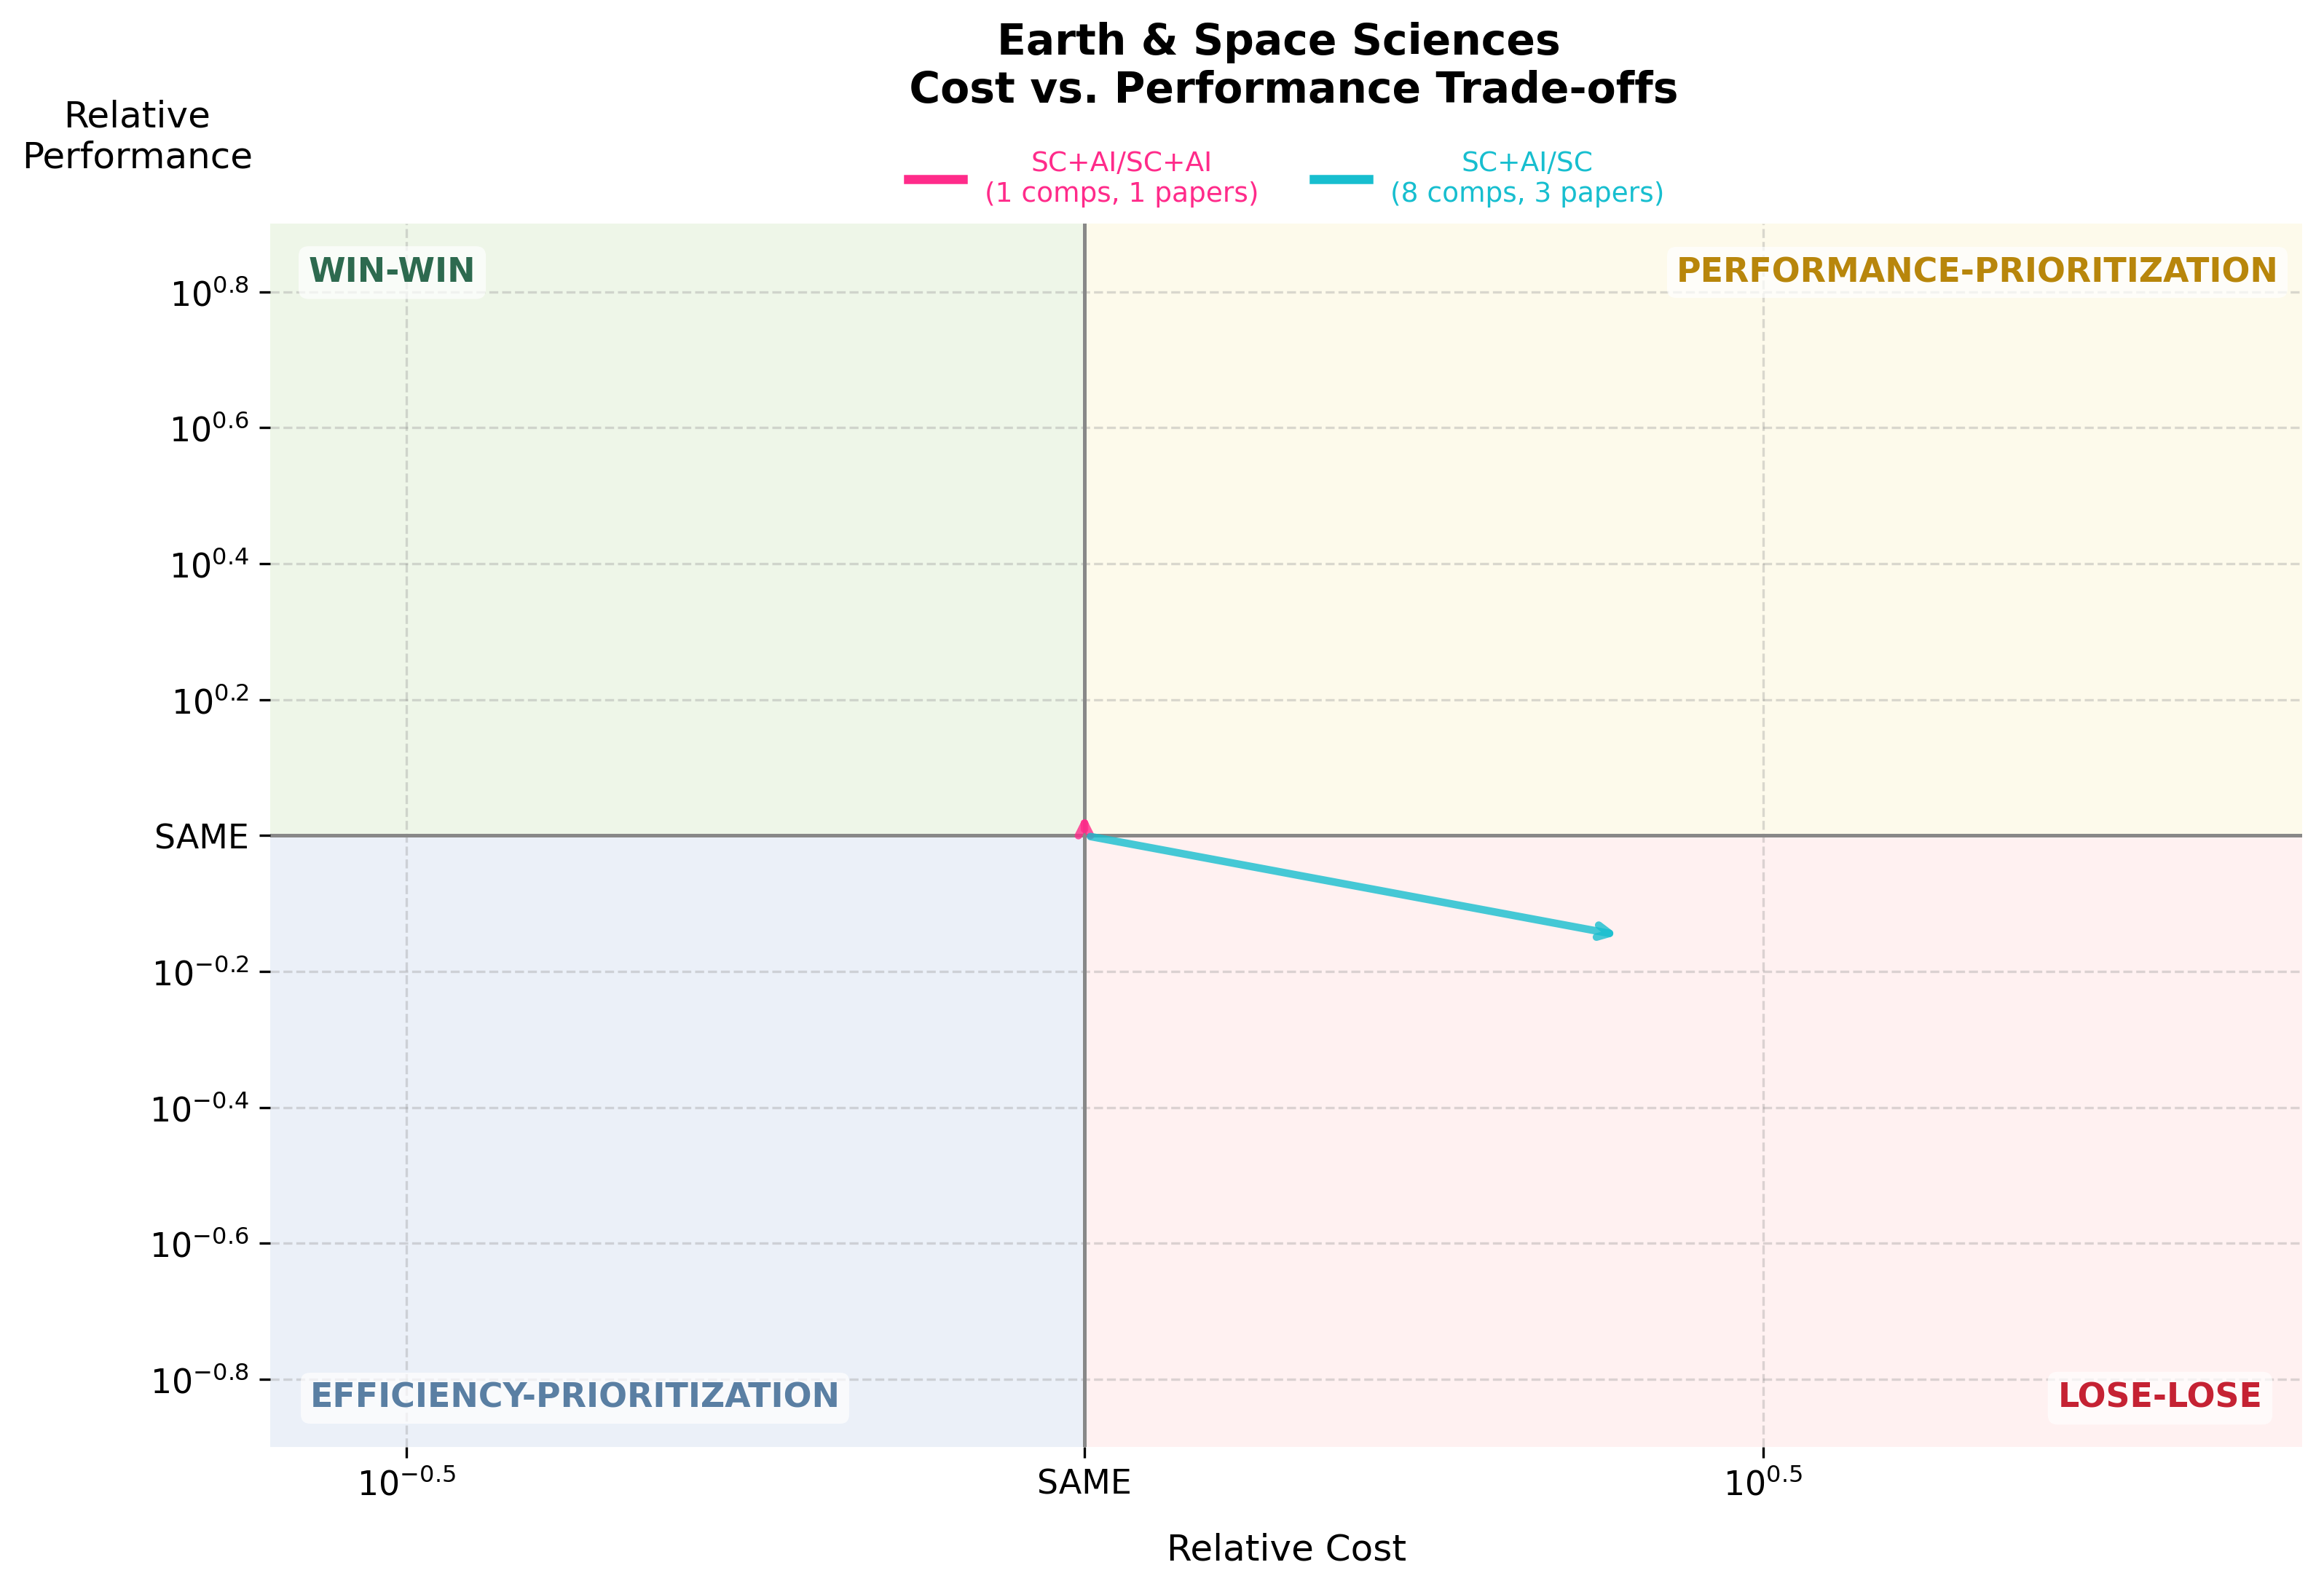 Earth & Space Sciences
Cost vs. Performance Trade-offs
Relative
Performance
SC+AI/SC+AI
(1 comps, 1 papers)
SC+AI/SC
(8 comps, 3 papers)
WIN-WIN
PERFORMANCE-PRIORITIZATION
10^0.8
10^0.6
10^0.4
10^0.2
SAME
10^−0.2
10^−0.4
10^−0.6
10^−0.8
EFFICIENCY-PRIORITIZATION
LOSE-LOSE
10^−0.5
SAME
10^0.5
Relative Cost